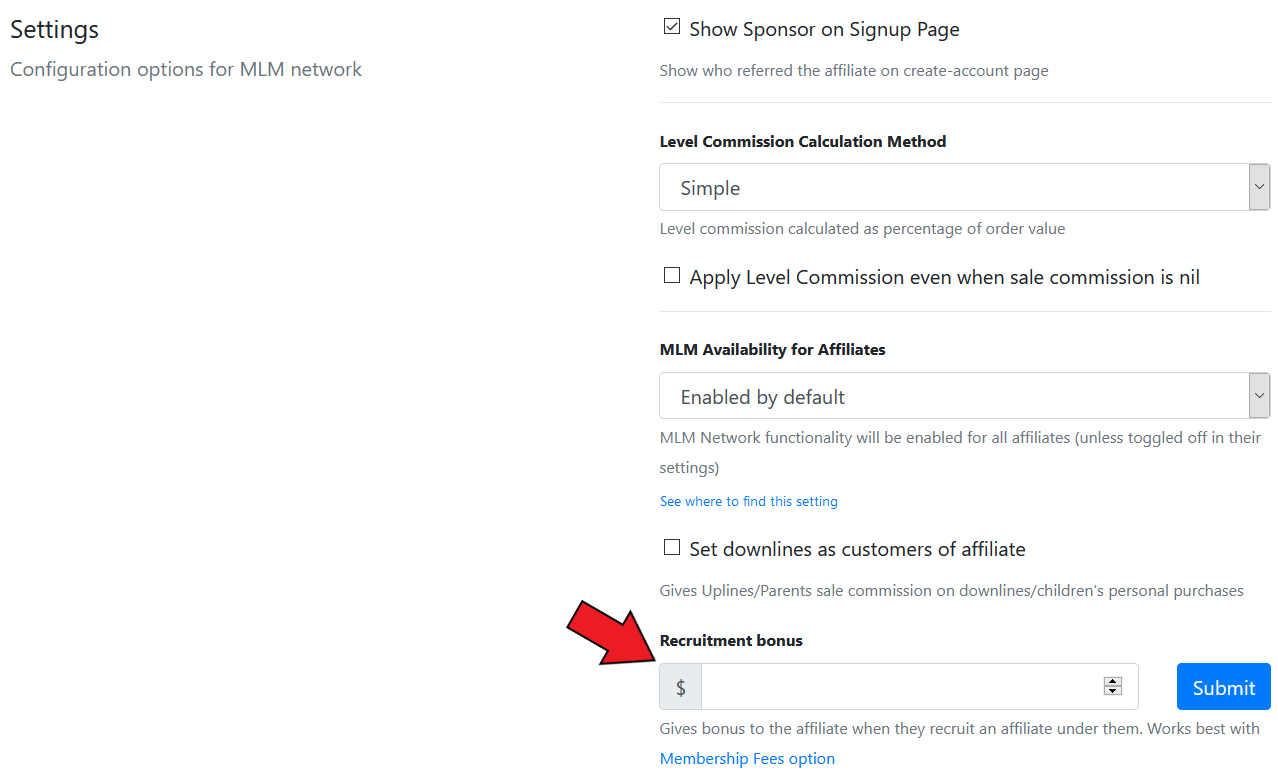 Settings
Configuration options for MLM network
Show Sponsor on Signup Page
Show who referred the affiliate on create-account page
Level Commission Calculation Method
Simple
Level commission calculated as percentage of order value
Apply Level Commission even when sale commission is nil
MLM Availability for Affiliates
Enabled by default
MLM Network functionality will be enabled for all affiliates (unless toggled off in their
settings)
See where to find this setting
Set downlines as customers of affiliate
Gives Uplines/Parents sale commission on downlines/children's personal purchases
Recruitment bonus
$
Submit
Gives bonus to the affiliate when they recruit an affiliate under them. Works best with
Membership Fees option